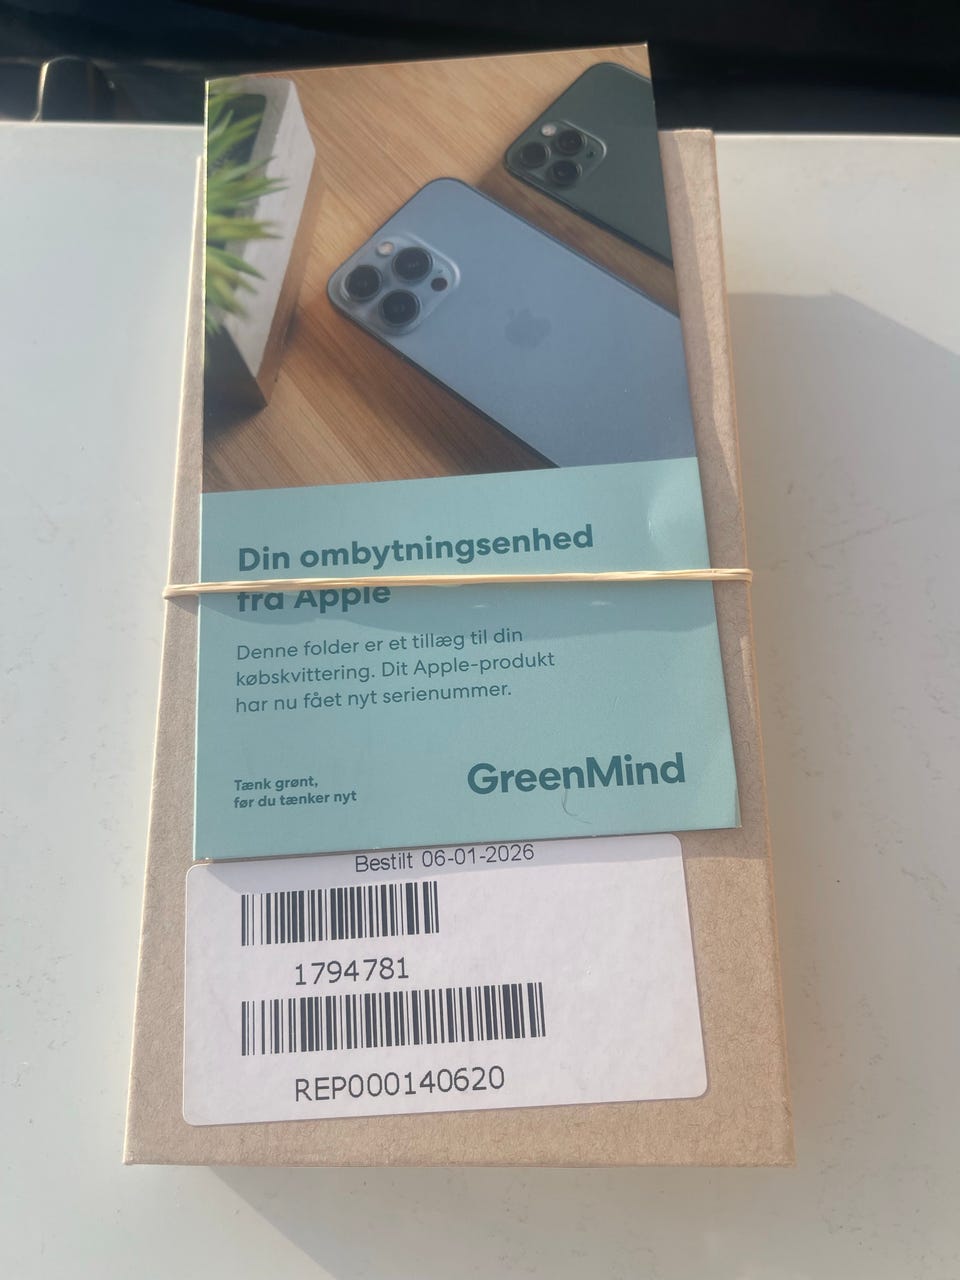 Din ombytningsenhed
fra Apple
Denne folder er et tillæg til din
købskvittering. Dit Apple-produkt
har nu fået nyt serienummer.
Tænk grønt,
før du tænker nyt
GreenMind
Bestilt 06-01-2026
1794781
REP000140620